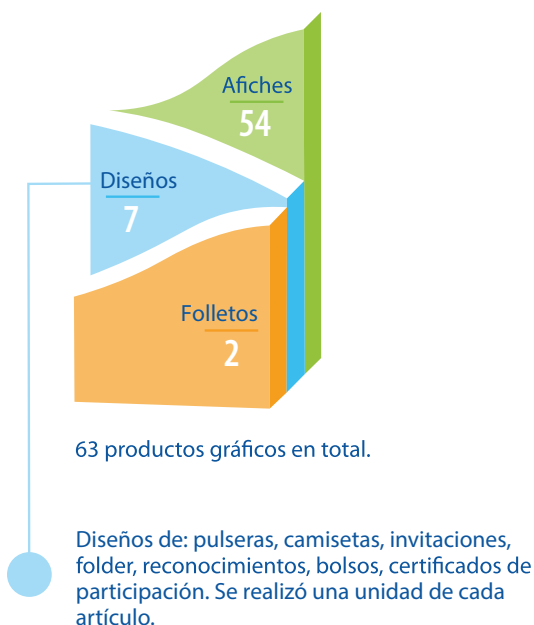 Afiches
54
Diseños
7
Folletos
2
63 productos gráficos en total.
Diseños de: pulseras, camisetas, invitaciones,
folder, reconocimientos, bolsos, certificados de
participación. Se realizó una unidad de cada
artículo.